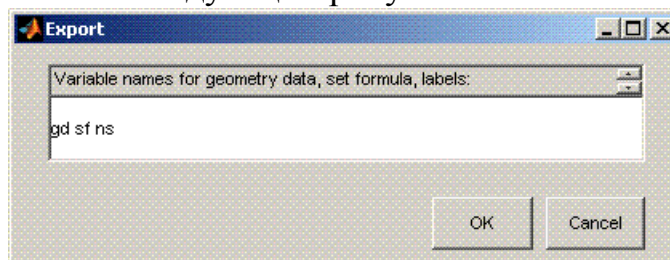 Export
Variable names for geometry data, set formula, labels:
gd sf ns
OK Cancel